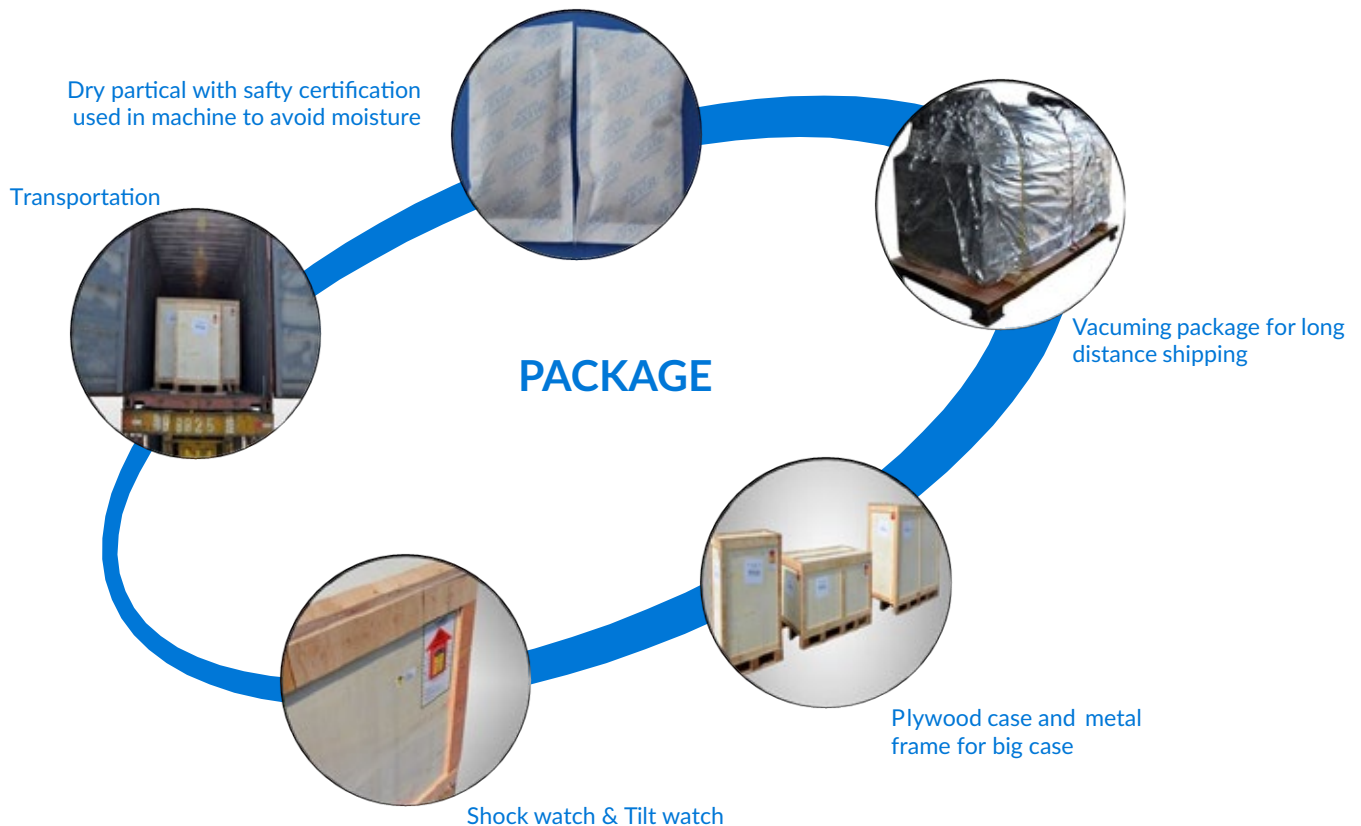 Dry partical with safty certification
used in machine to avoid moisture
Transportation
PACKAGE
Vacuming package for long
distance shipping
Plywood case and metal
frame for big case
Shock watch & Tilt watch